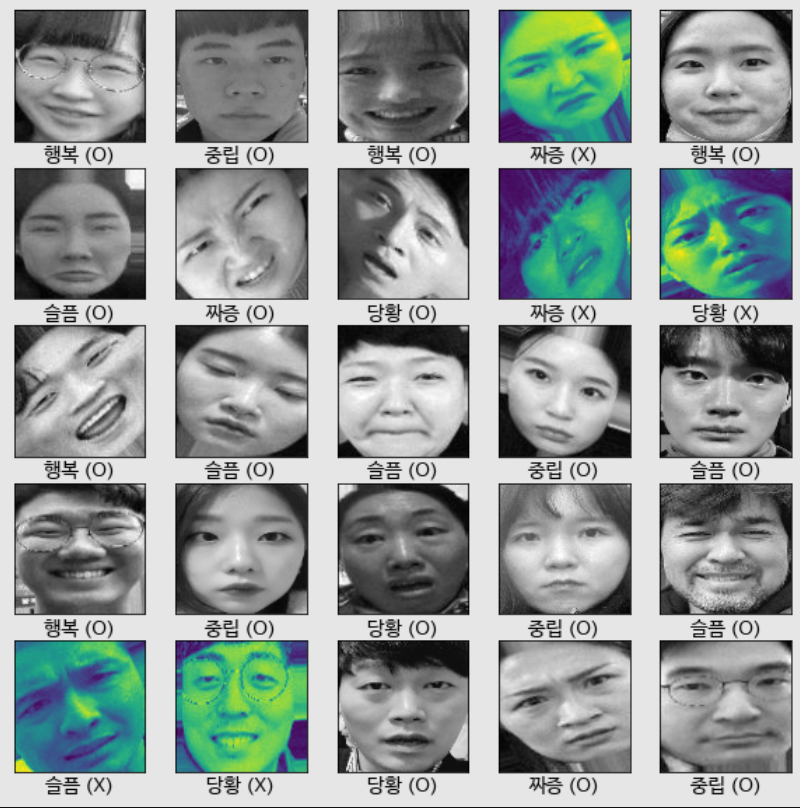 행복 (O) 중립 (O) 행복 (O) 짜증 (X) 행복 (O)
슬픔 (O) 짜증 (O) 당황 (O) 짜증 (X) 당황 (X)
행복 (O) 슬픔 (O) 슬픔 (O) 중립 (O) 슬픔 (O)
행복 (O) 중립 (O) 당황 (O) 중립 (O) 슬픔 (O)
슬픔 (X) 당황 (X) 당황 (O) 짜증 (O) 중립 (O)